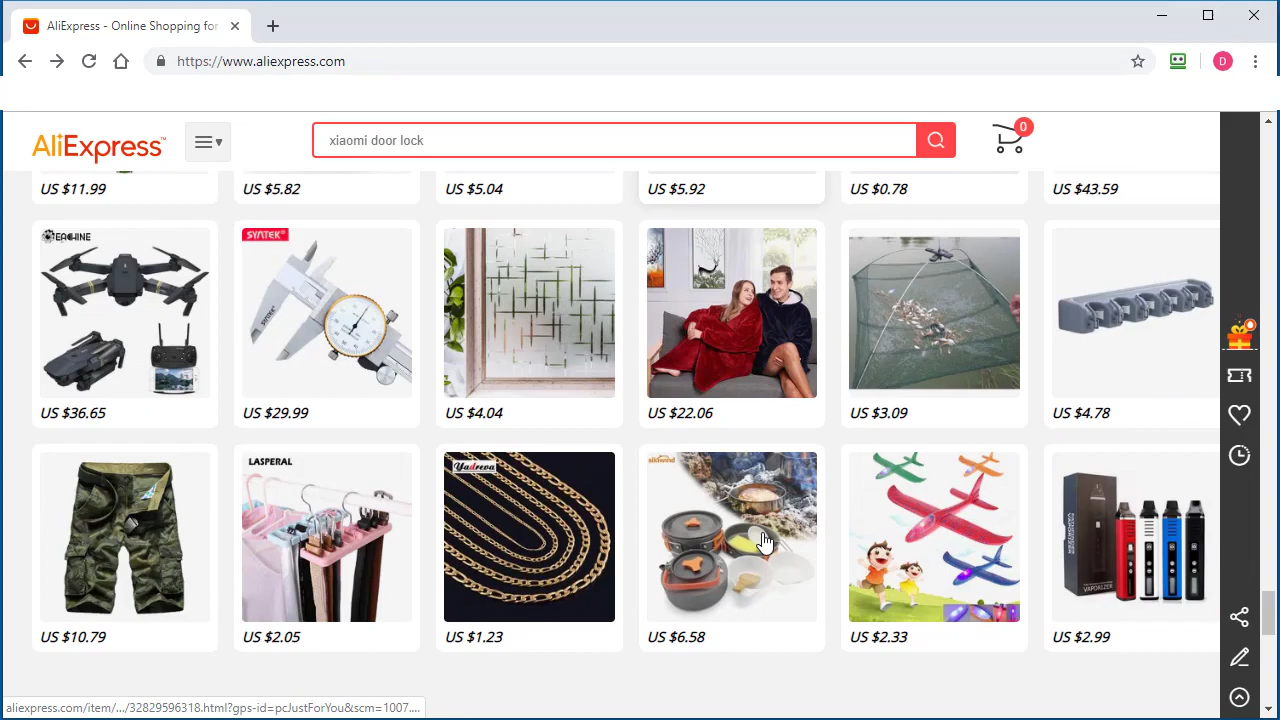 AliExpress - Online Shopping for
https://www.aliexpress.com
D
AliExpress™
xiaomi door lock
0
US $11.99
US $5.82
US $5.04
US $5.92
US $0.78
US $43.59
EACHINE
SYNTEK
US $36.65
US $29.99
US $4.04
US $22.06
US $3.09
US $4.78
LASPERAL
Yadreva
VAPORIZER
US $10.79
US $2.05
US $1.23
US $6.58
US $2.33
US $2.99
aliexpress.com/item/.../32829596318.html?gps-id=pcJustForYou&scm=1007....